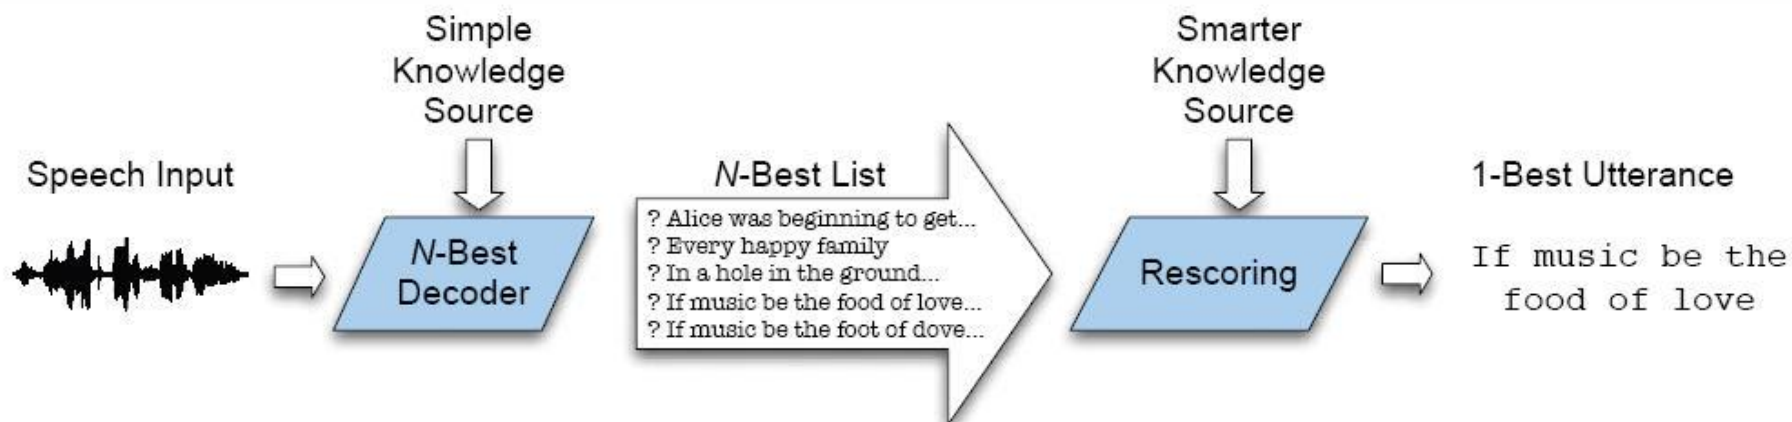 Speech Input
Simple
Knowledge
Source
N-Best
Decoder
N-Best List
? Alice was beginning to get...
? Every happy family
? In a hole in the ground...
? If music be the food of love...
? If music be the foot of dove...
Smarter
Knowledge
Source
Rescoring
1-Best Utterance
If music be the
food of love